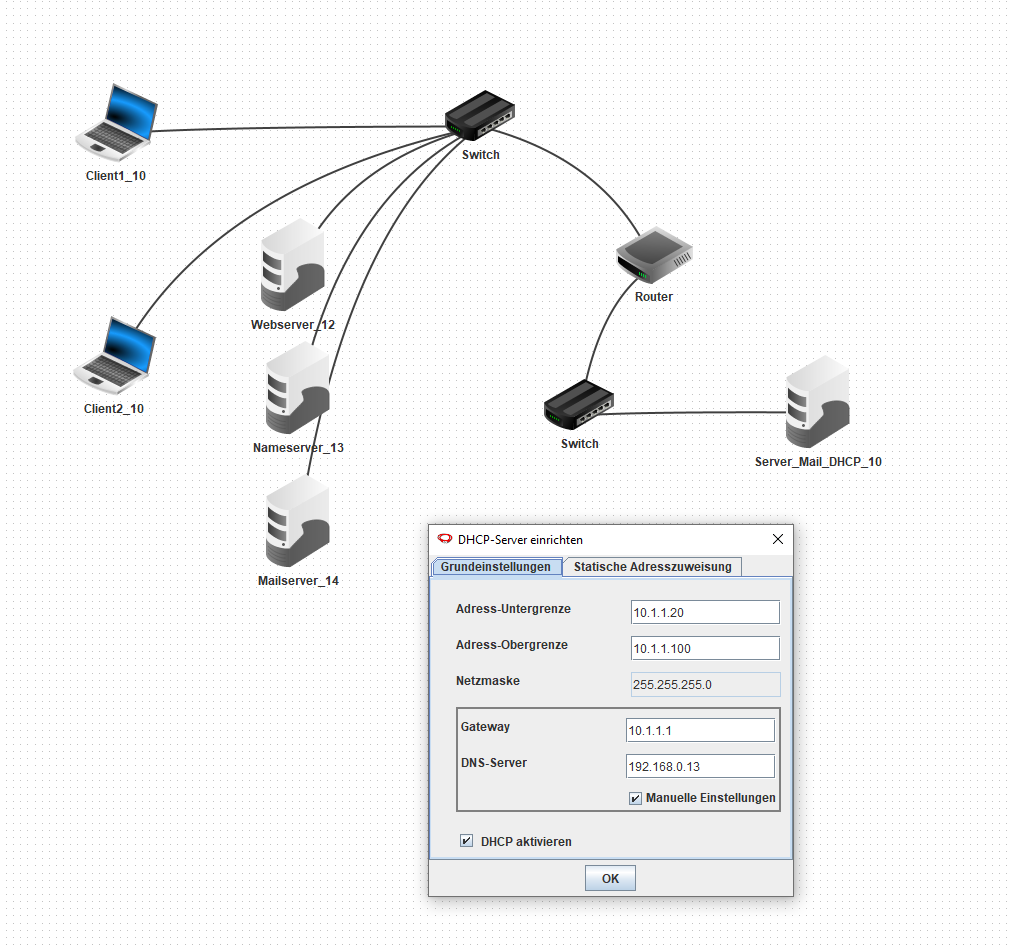 Client1_10
Switch
Router
Webserver_12
Client2_10
Switch
Nameserver_13
Server_Mail_DHCP_10
Mailserver_14
DHCP-Server einrichten
Grundeinstellungen
Statische Adresszuweisung
Adress-Untergrenze
10.1.1.20
Adress-Obergrenze
10.1.1.100
Netzmaske
255.255.255.0
Gateway
10.1.1.1
DNS-Server
192.168.0.13
Manuelle Einstellungen
DHCP aktivieren
OK